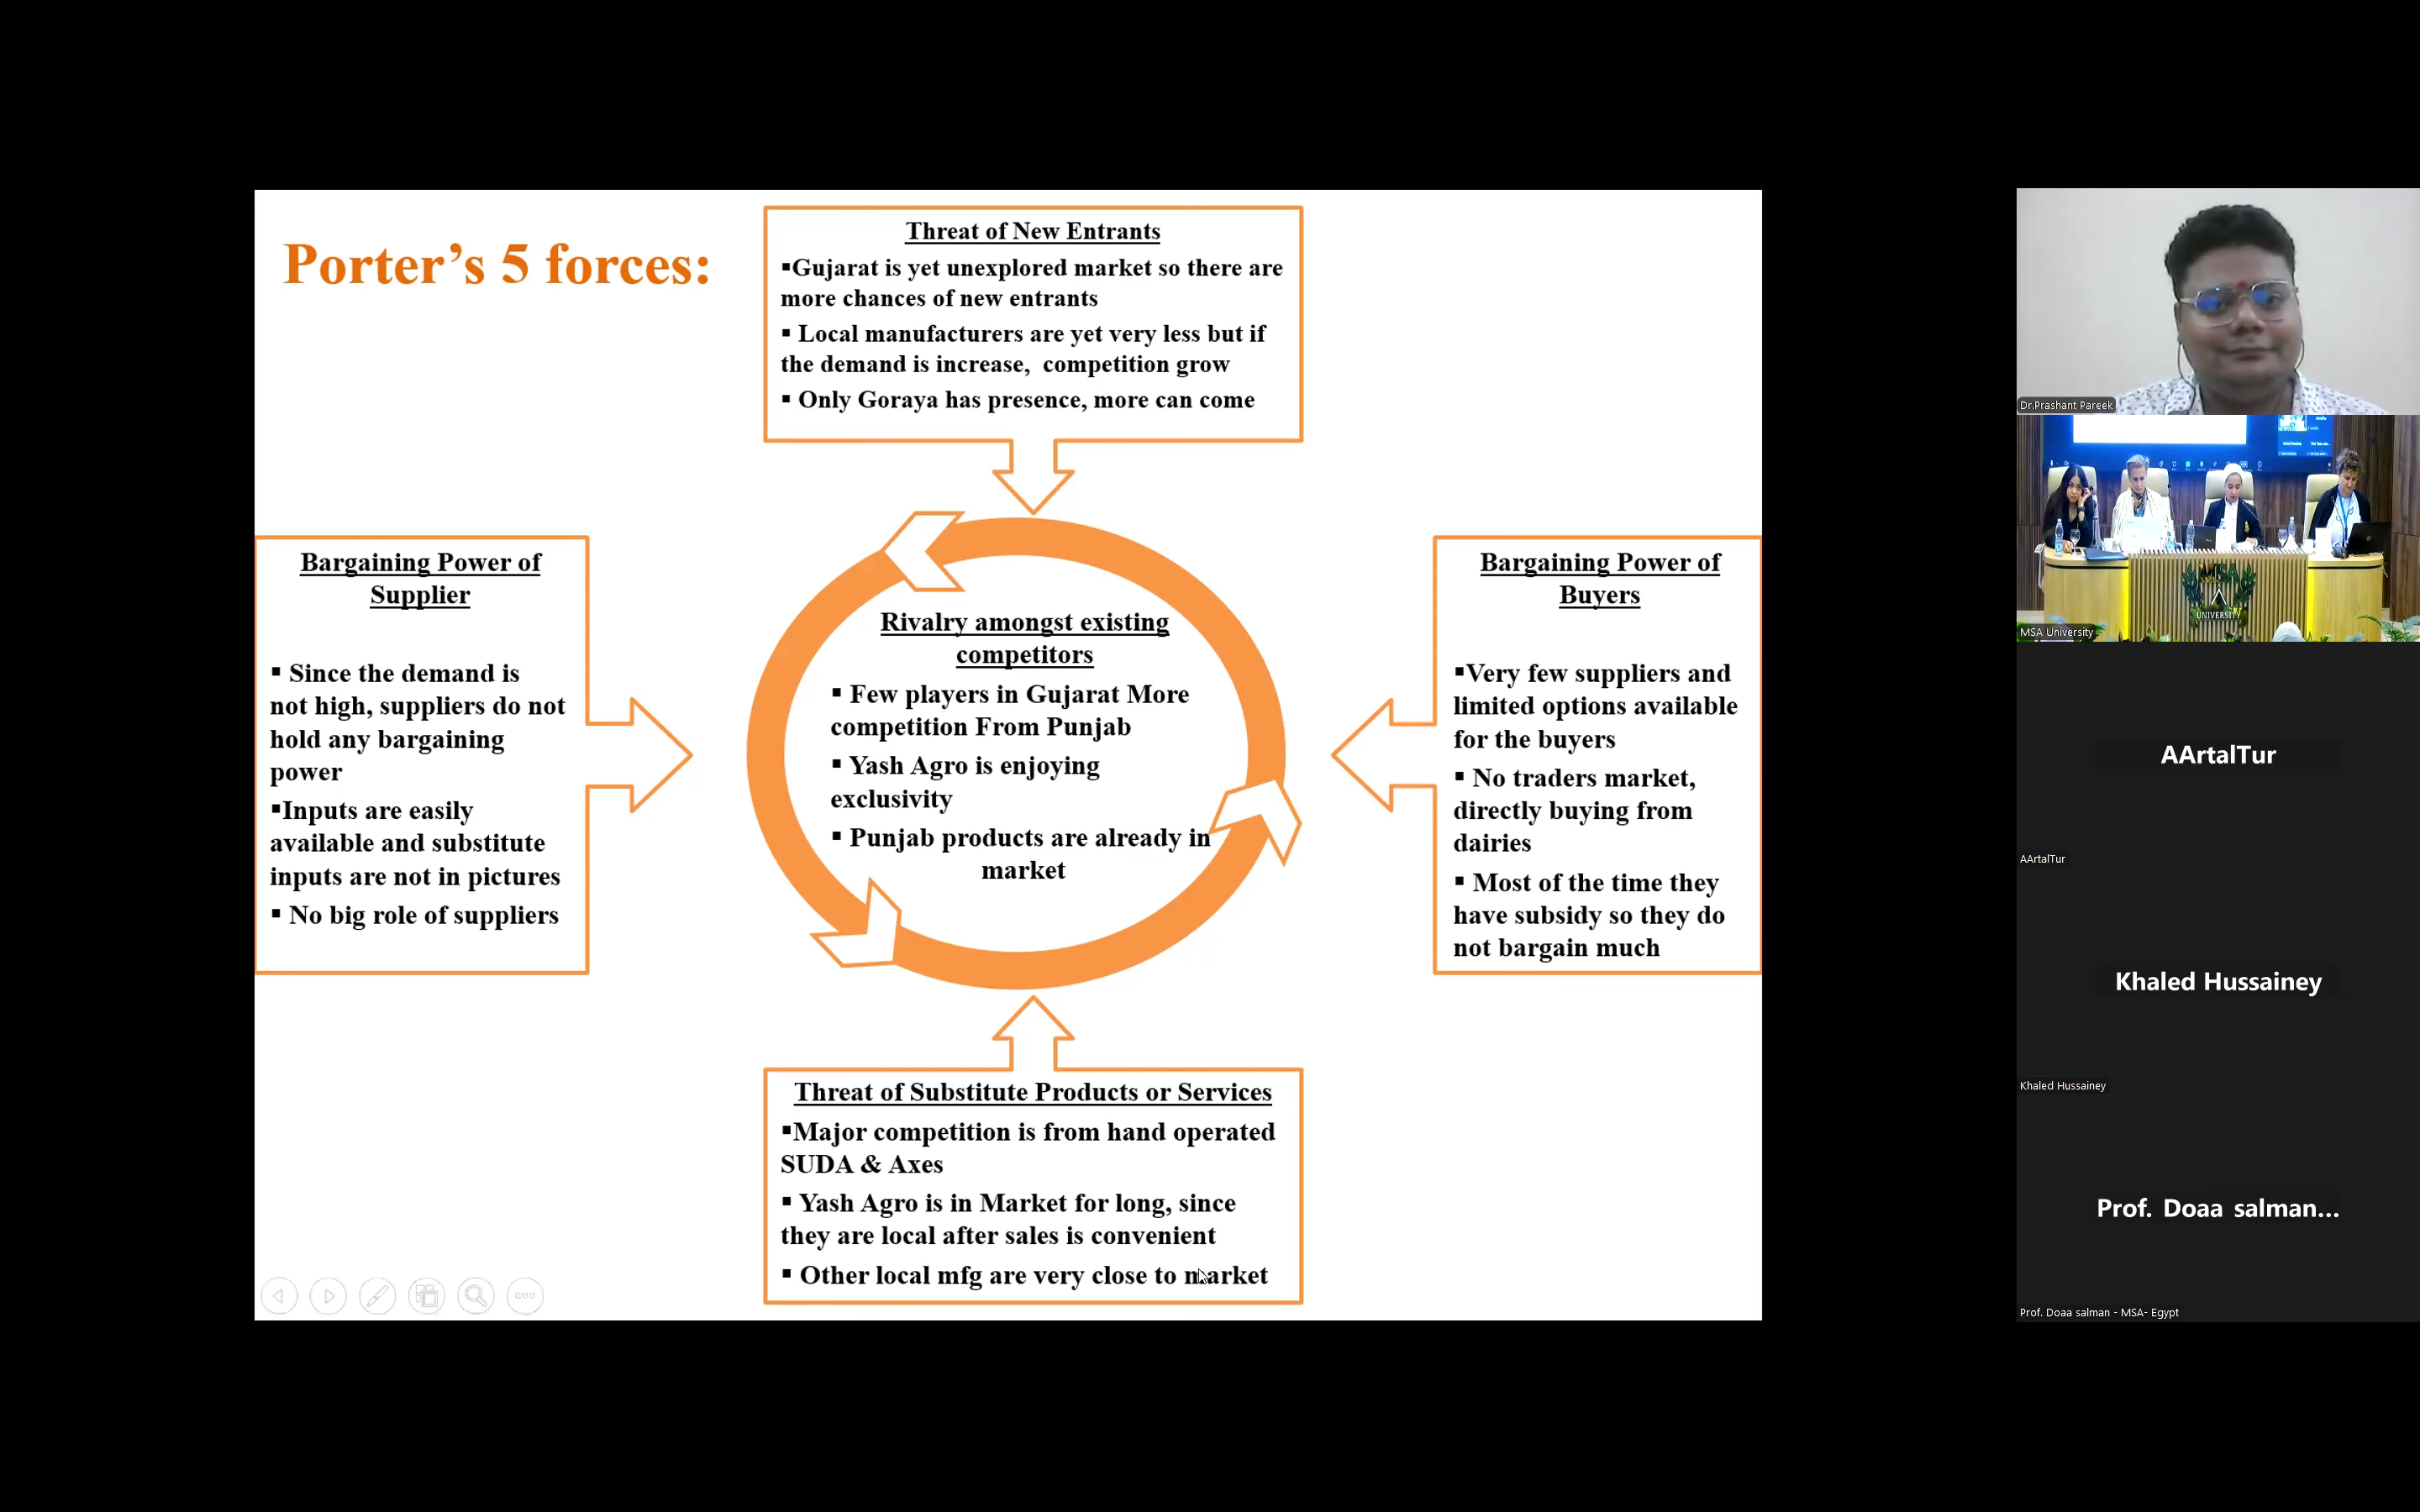 Porter’s 5 forces:
Threat of New Entrants
▪Gujarat is yet unexplored market so there are
more chances of new entrants
▪ Local manufacturers are yet very less but if
the demand is increase, competition grow
▪ Only Goraya has presence, more can come
Bargaining Power of
Supplier
▪ Since the demand is
not high, suppliers do not
hold any bargaining
power
▪Inputs are easily
available and substitute
inputs are not in pictures
▪ No big role of suppliers
Rivalry amongst existing
competitors
▪ Few players in Gujarat More
competition From Punjab
▪ Yash Agro is enjoying
exclusivity
▪ Punjab products are already in
market
Bargaining Power of
Buyers
▪Very few suppliers and
limited options available
for the buyers
▪ No traders market,
directly buying from
dairies
▪ Most of the time they
have subsidy so they do
not bargain much
Threat of Substitute Products or Services
▪Major competition is from hand operated
SUDA & Axes
▪ Yash Agro is in Market for long, since
they are local after sales is convenient
▪ Other local mfg are very close to market
Dr.Prashant Pareek
UNIVERSITY
MSA University
AArtalTur
AArtalTur
Khaled Hussainey
Khaled Hussainey
Prof. Doaa salman...
Prof. Doaa salman - MSA- Egypt